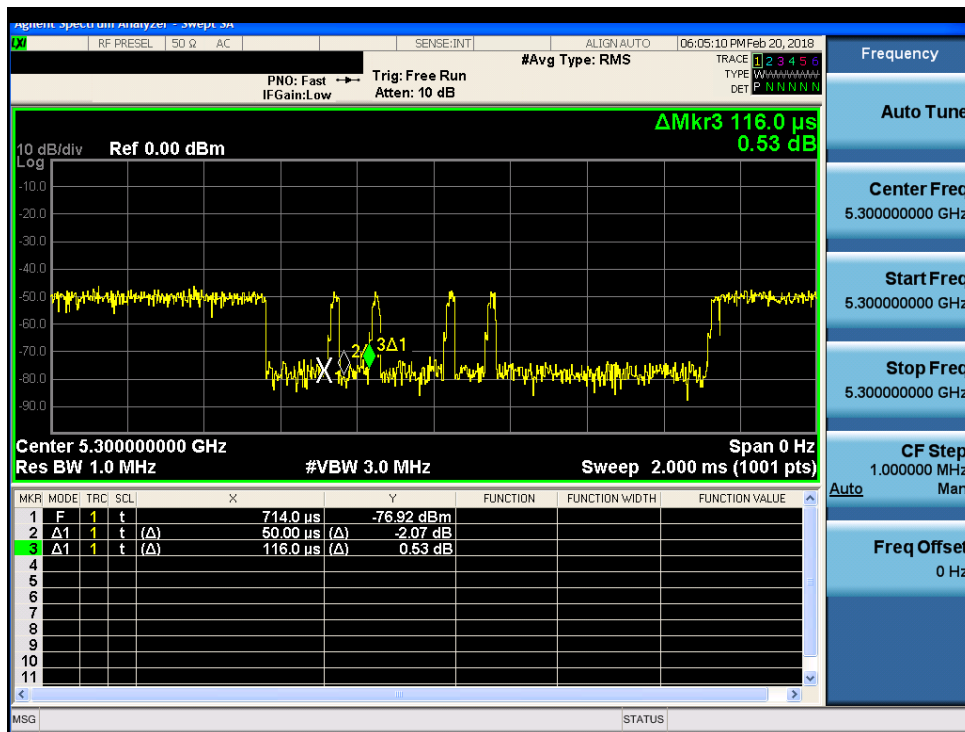 Agilent Spectrum Analyzer - Swept SA
LXI RF PRESEL 50 Ω AC SENSE:INT ALIGN AUTO 06:05:10 PM Feb 20, 2018
#Avg Type: RMS
TRACE 1 2 3 4 5 6
TYPE W
DET P N N N N N
PNO: Fast
IFGain:Low
Trig: Free Run
Atten: 10 dB
ΔMkr3 116.0 µs
0.53 dB
10 dB/div Ref 0.00 dBm
Log
-10.0
-20.0
-30.0
-40.0
-50.0
-60.0
-70.0
-80.0
-90.0
X
3Δ1
Center 5.300000000 GHz Span 0 Hz
Res BW 1.0 MHz #VBW 3.0 MHz Sweep 2.000 ms (1001 pts)
MKR MODE TRC SCL X Y FUNCTION FUNCTION WIDTH FUNCTION VALUE
1 F 1 t 714.0 µs -76.92 dBm
2 Δ1 1 t (Δ) 50.00 µs (Δ) -2.07 dB
3 Δ1 1 t (Δ) 116.0 µs (Δ) 0.53 dB
4
5
6
7
8
9
10
11
MSG STATUS
Frequency
Auto Tune
Center Freq
5.300000000 GHz
Start Freq
5.300000000 GHz
Stop Freq
5.300000000 GHz
CF Step
1.000000 MHz
Auto Man
Freq Offset
0 Hz